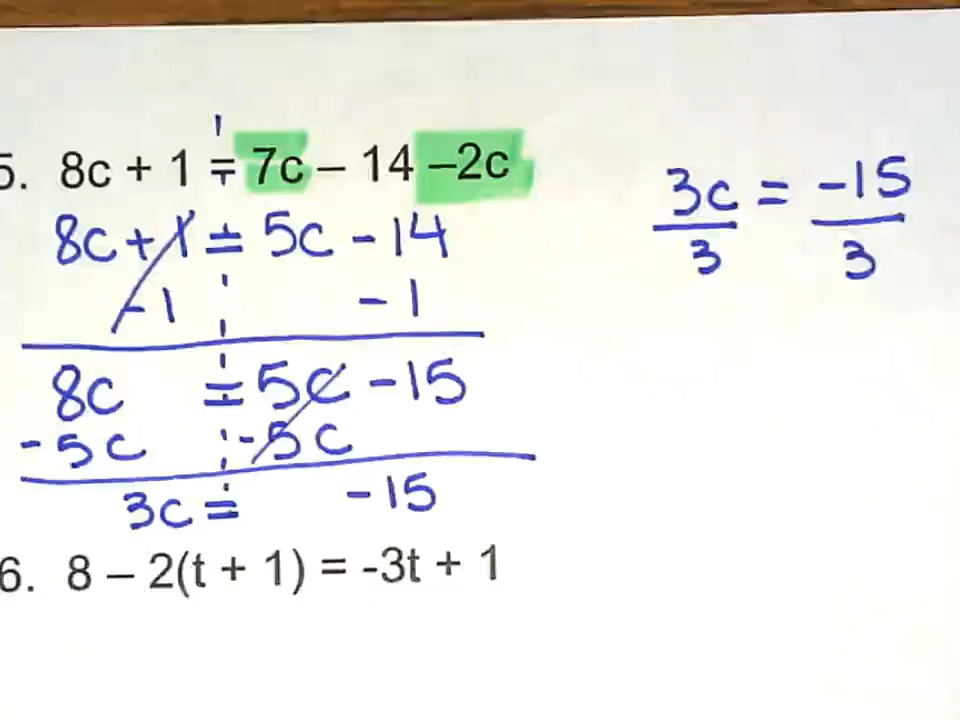 5. 8c + 1 = 7c – 14 –2c
8c + 1 = 5c - 14
-1 - 1
8c = 5c - 15
-5c -5c
3c = -15
3c = -15
3 3
6. 8 – 2(t + 1) = -3t + 1